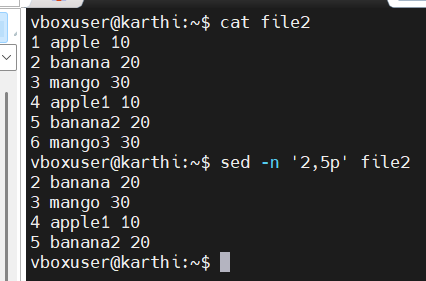 vboxuser@karthi:~$ cat file2
1 apple 10
2 banana 20
3 mango 30
4 apple1 10
5 banana2 20
6 mango3 30
vboxuser@karthi:~$ sed -n '2,5p' file2
2 banana 20
3 mango 30
4 apple1 10
5 banana2 20
vboxuser@karthi:~$